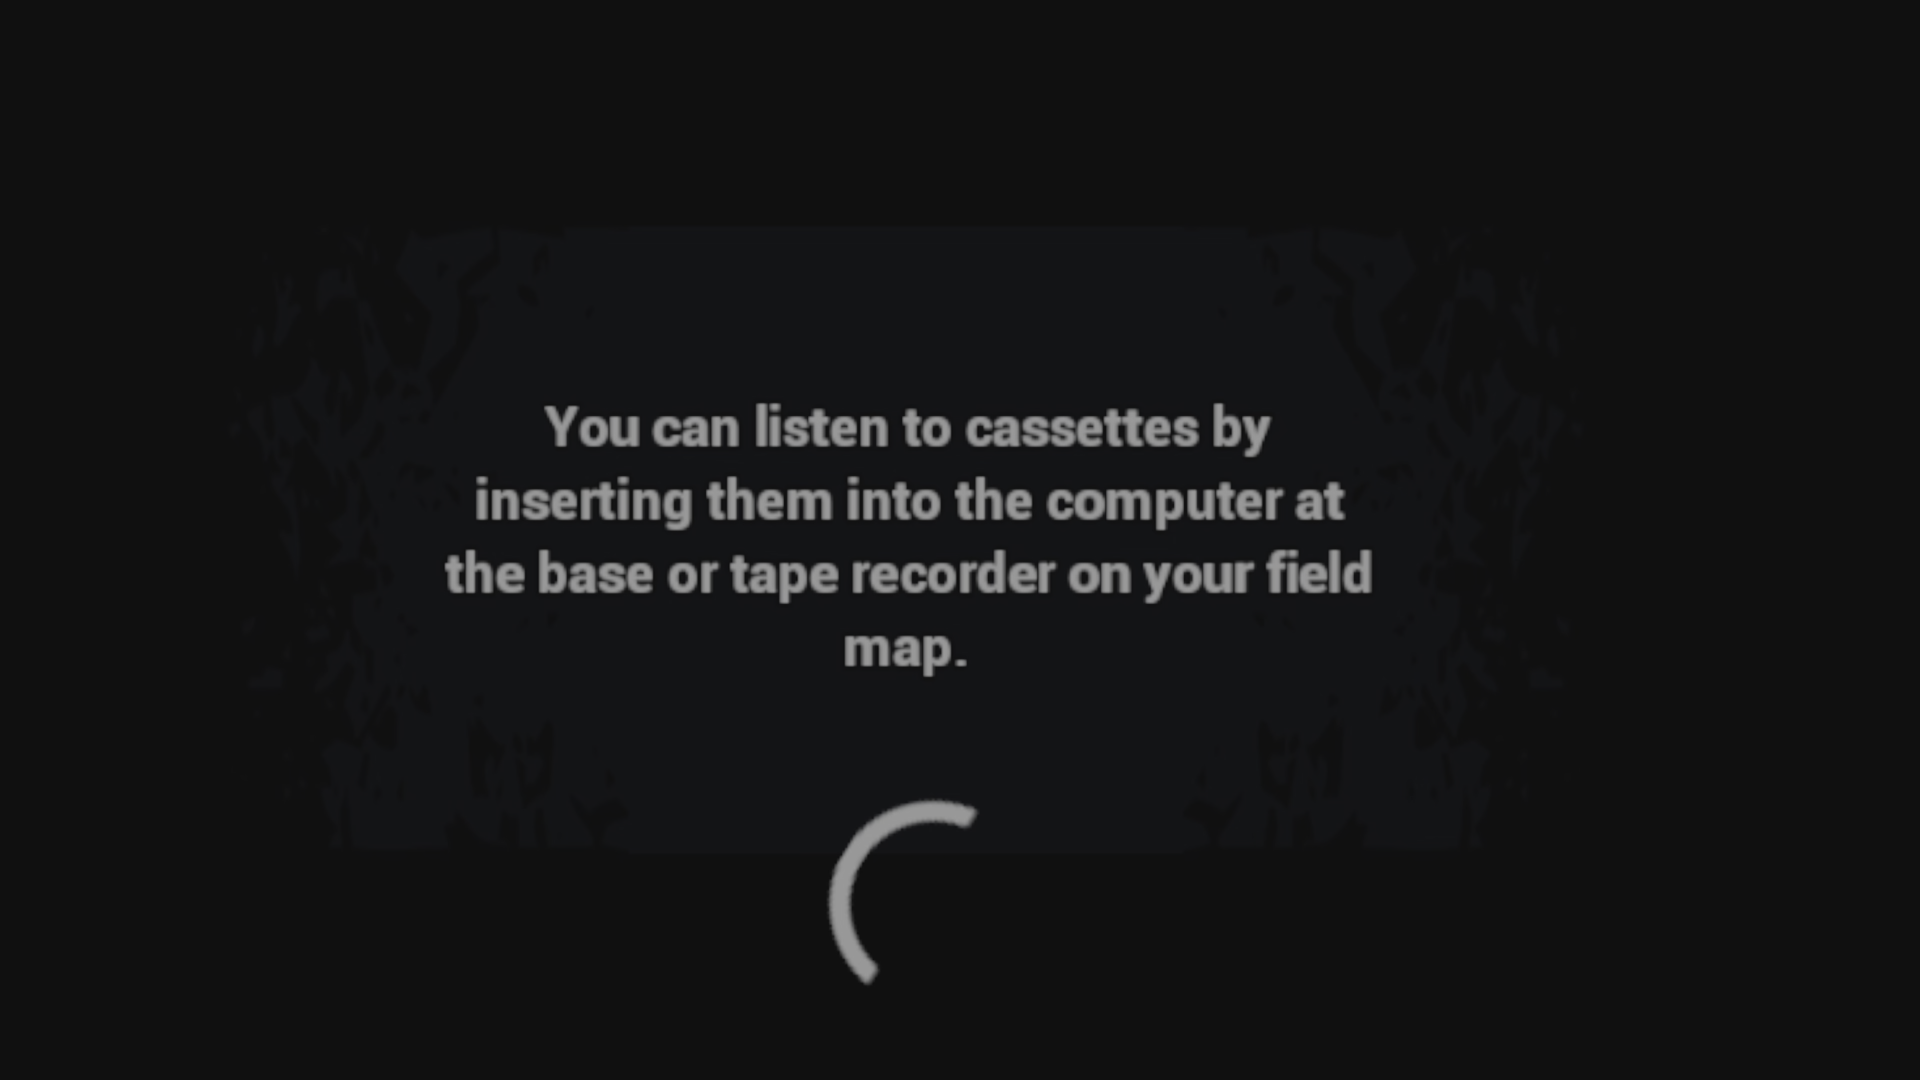 You can listen to cassettes by
inserting them into the computer at
the base or tape recorder on your field
map.